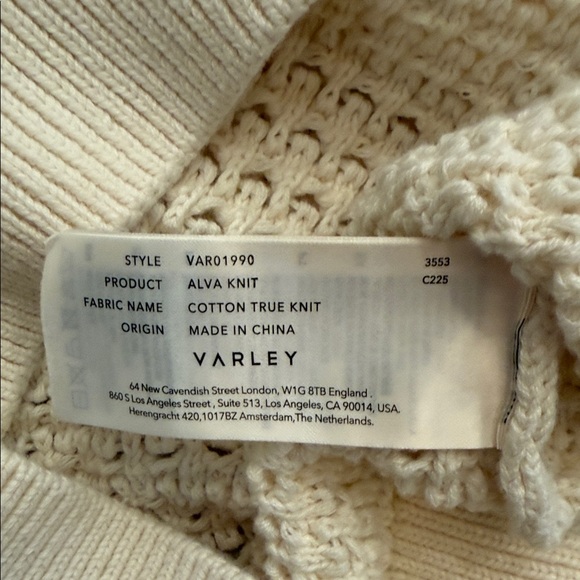 STYLE VAR01990 3553
PRODUCT ALVA KNIT C225
FABRIC NAME COTTON TRUE KNIT
ORIGIN MADE IN CHINA
VARLEY
64 New Cavendish Street London, W1G 8TB England .
860 S Los Angeles Street , Suite 513, Los Angeles, CA 90014, USA.
Herengracht 420,1017BZ Amsterdam,The Netherlands.